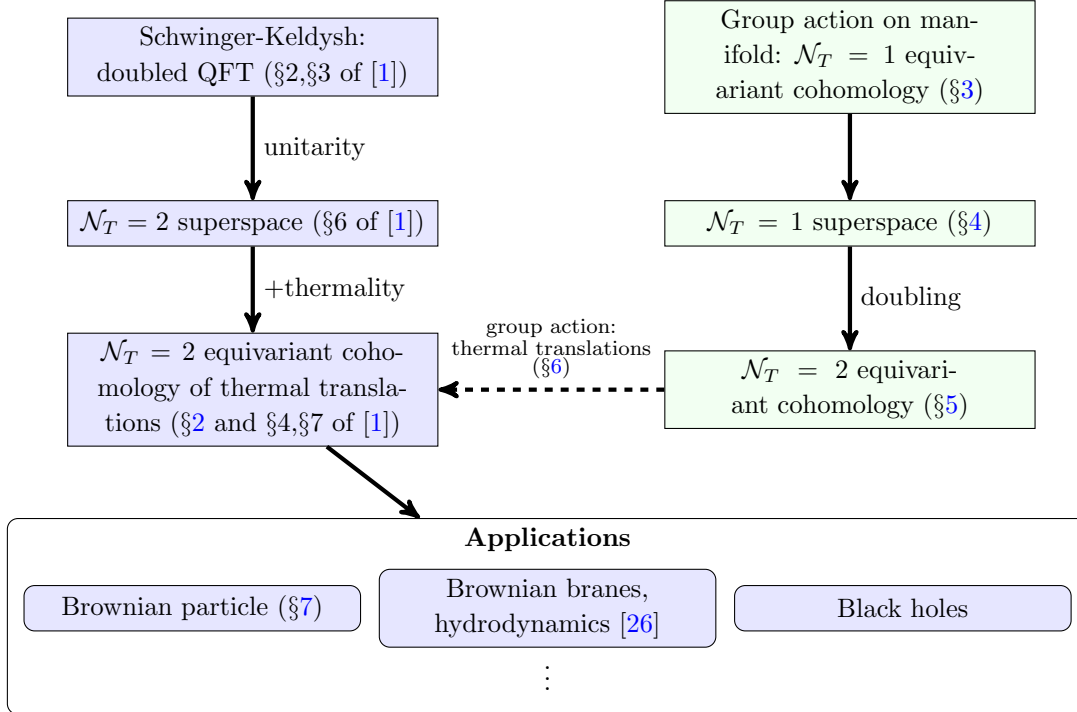 Schwinger-Keldysh:
doubled QFT (§2,§3 of [1])
unitarity
𝒩_T = 2 superspace (§6 of [1])
+thermality
𝒩_T = 2 equivariant coho-
mology of thermal transla-
tions (§2 and §4,§7 of [1])
Group action on man-
ifold: 𝒩_T = 1 equiv-
ariant cohomology (§3)
𝒩_T = 1 superspace (§4)
doubling
𝒩_T = 2 equivari-
ant cohomology (§5)
group action:
thermal translations
(§6)
Applications
Brownian particle (§7)
Brownian branes,
hydrodynamics [26]
Black holes
⋮